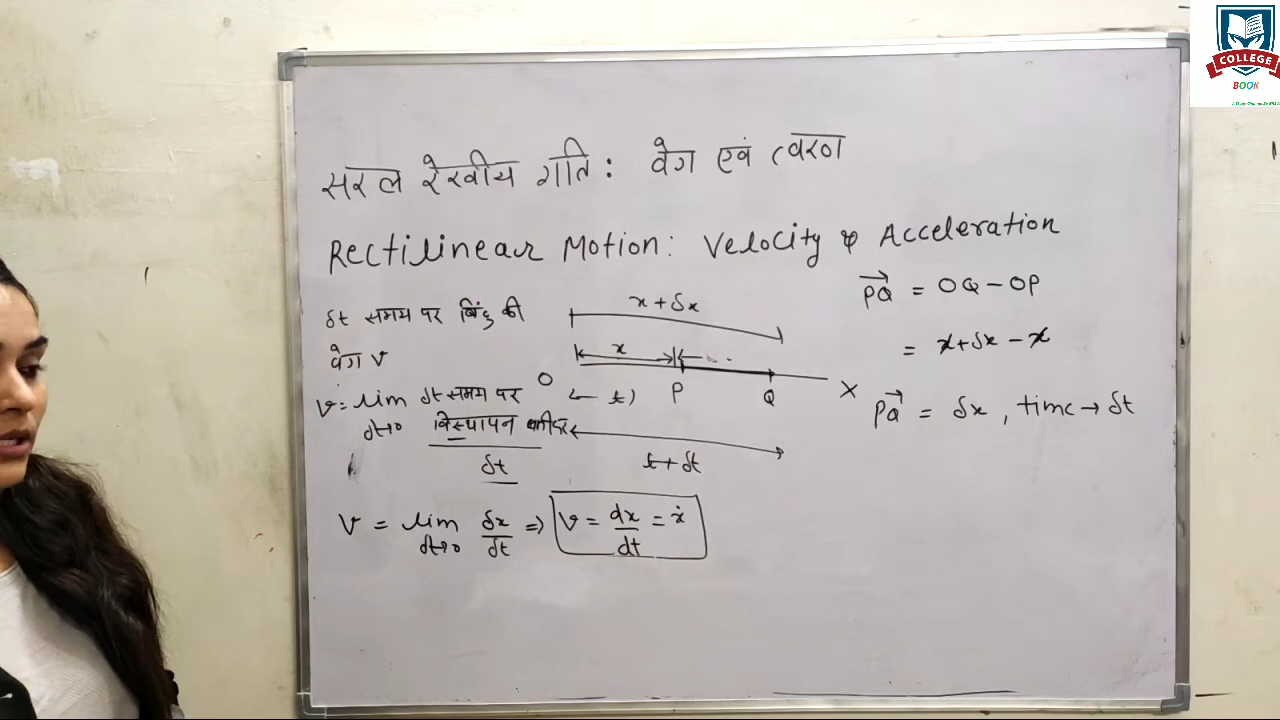 COLLEGE
BOOK
सरल रेखीय गति: वेग एवं त्वरण
Rectilinear Motion: Velocity & Acceleration
δt समय पर बिंदु की
वेग v
v = lim δt समय पर
δt→0 विस्थापन
δt
v = lim δx/δt ⇒ v = dx/dt = ẋ
δt→0
x+δx
x
O P Q X
t
t+δt
PQ→ = OQ - OP
= x+δx - x
PQ→ = δx, time → δt